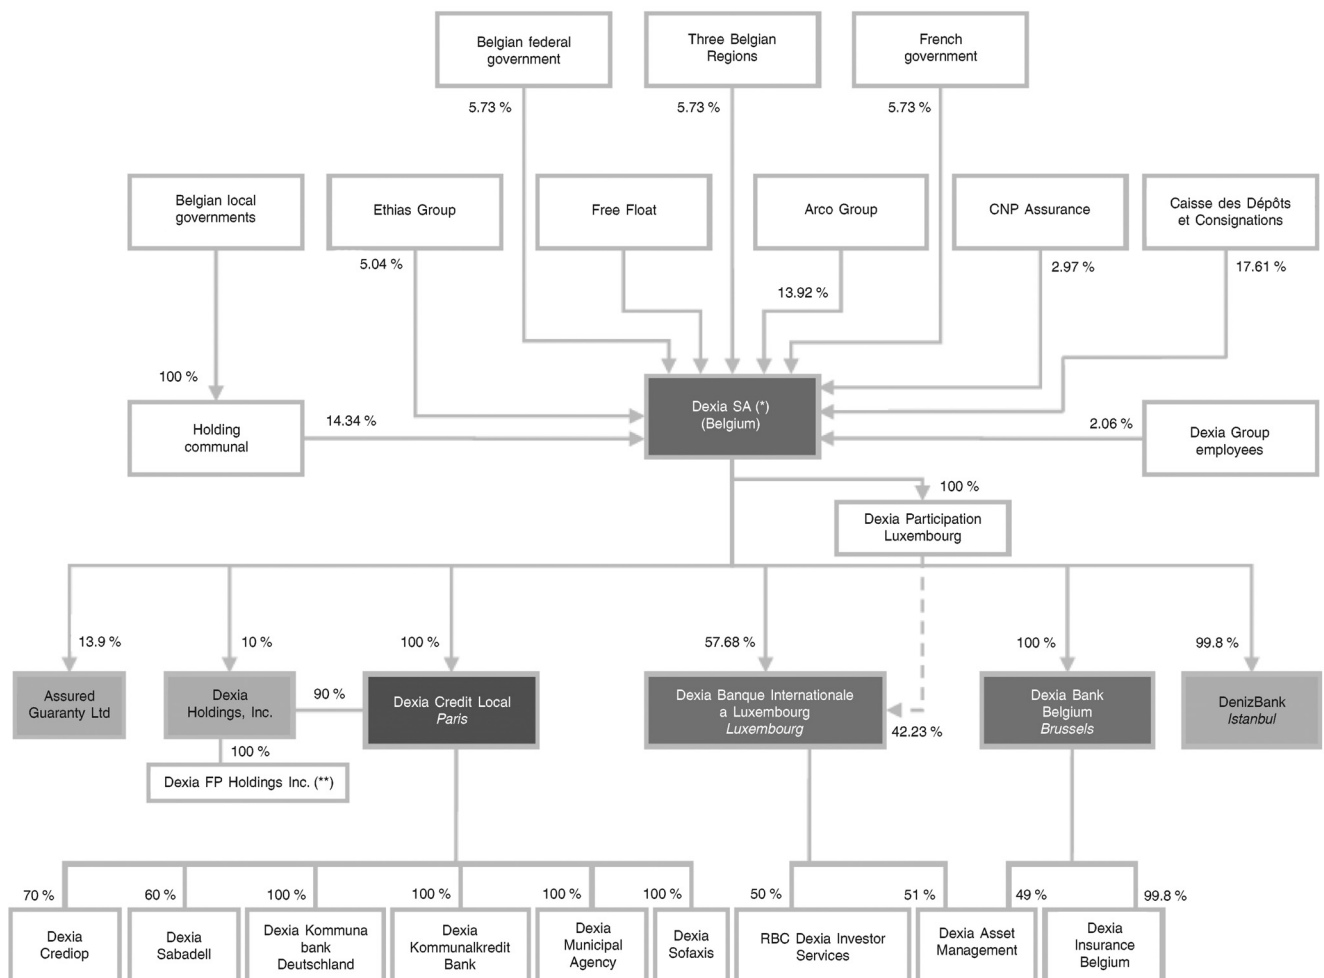 Belgian federal
government
Three Belgian
Regions
French
government
5.73 %
5.73 %
5.73 %
Belgian local
governments
Ethias Group
Free Float
Arco Group
CNP Assurance
Caisse des Dépôts
et Consignations
5.04 %
13.92 %
2.97 %
17.61 %
100 %
Holding
communal
14.34 %
Dexia SA (*)
(Belgium)
2.06 %
Dexia Group
employees
100 %
Dexia Participation
Luxembourg
13.9 %
10 %
100 %
57.68 %
100 %
99.8 %
Assured
Guaranty Ltd
Dexia
Holdings, Inc.
90 %
Dexia Credit Local
Paris
Dexia Banque Internationale
a Luxembourg
Luxembourg
42.23 %
Dexia Bank
Belgium
Brussels
DenizBank
Istanbul
100 %
Dexia FP Holdings Inc. (**)
70 %
60 %
100 %
100 %
100 %
100 %
50 %
51 %
49 %
99.8 %
Dexia
Crediop
Dexia
Sabadell
Dexia Kommuna
bank
Deutschland
Dexia
Kommunalkredit
Bank
Dexia
Municipal
Agency
Dexia
Sofaxis
RBC Dexia Investor
Services
Dexia Asset
Management
Dexia
Insurance
Belgium